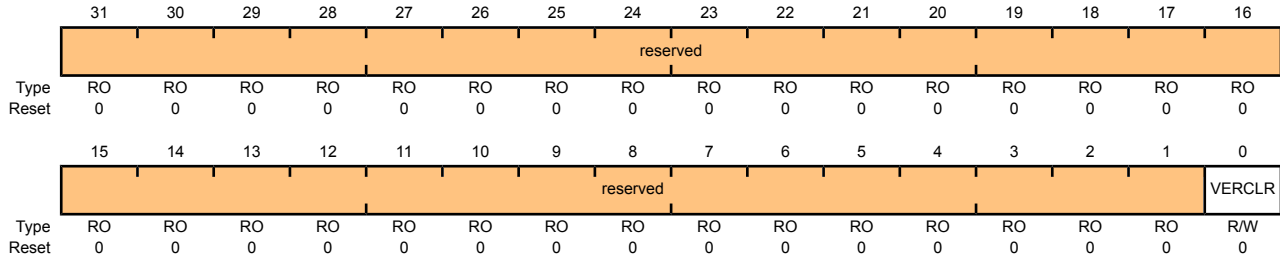 31 30 29 28 27 26 25 24 23 22 21 20 19 18 17 16
reserved
Type RO RO RO RO RO RO RO RO RO RO RO RO RO RO RO RO
Reset 0 0 0 0 0 0 0 0 0 0 0 0 0 0 0 0
15 14 13 12 11 10 9 8 7 6 5 4 3 2 1 0
reserved VERCLR
Type RO RO RO RO RO RO RO RO RO RO RO RO RO RO RO R/W
Reset 0 0 0 0 0 0 0 0 0 0 0 0 0 0 0 0